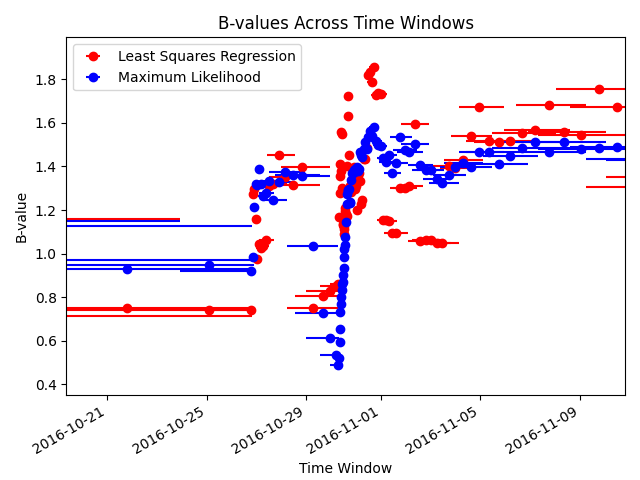 B-values Across Time Windows
Least Squares Regression
Maximum Likelihood
B-value
1.8
1.6
1.4
1.2
1.0
0.8
0.6
0.4
2016-10-21
2016-10-25
2016-10-29
2016-11-01
2016-11-05
2016-11-09
Time Window